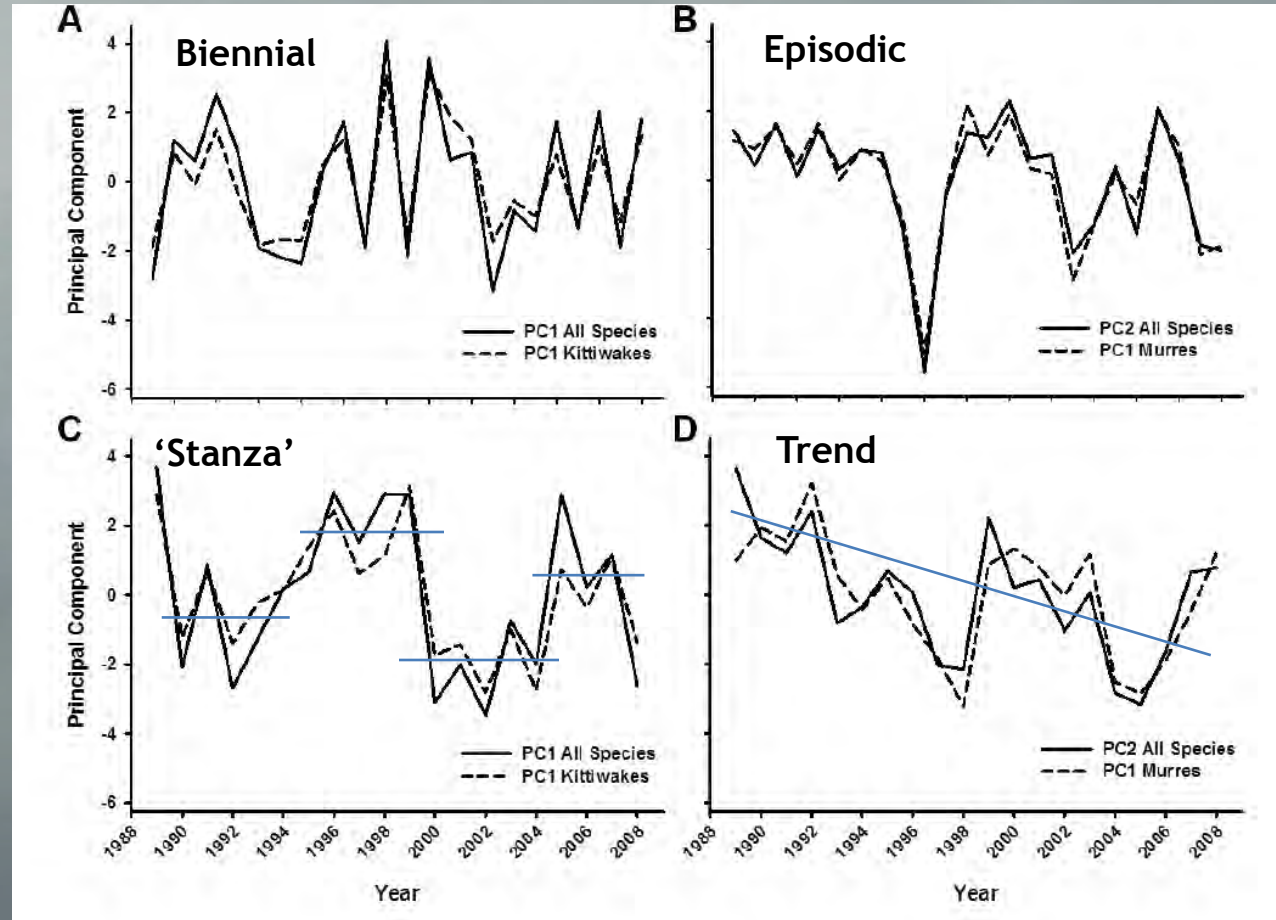 A
Biennial
4
2
0
-2
-4
-6
Principal Component
PC1 All Species
PC1 Kittiwakes
B
Episodic
PC2 All Species
PC1 Murres
C
‘Stanza’
4
2
0
-2
-4
-6
Principal Component
PC1 All Species
PC1 Kittiwakes
1988 1990 1992 1994 1996 1998 2000 2002 2004 2006 2008
Year
D
Trend
PC2 All Species
PC1 Murres
1988 1990 1992 1994 1996 1998 2000 2002 2004 2006 2008
Year